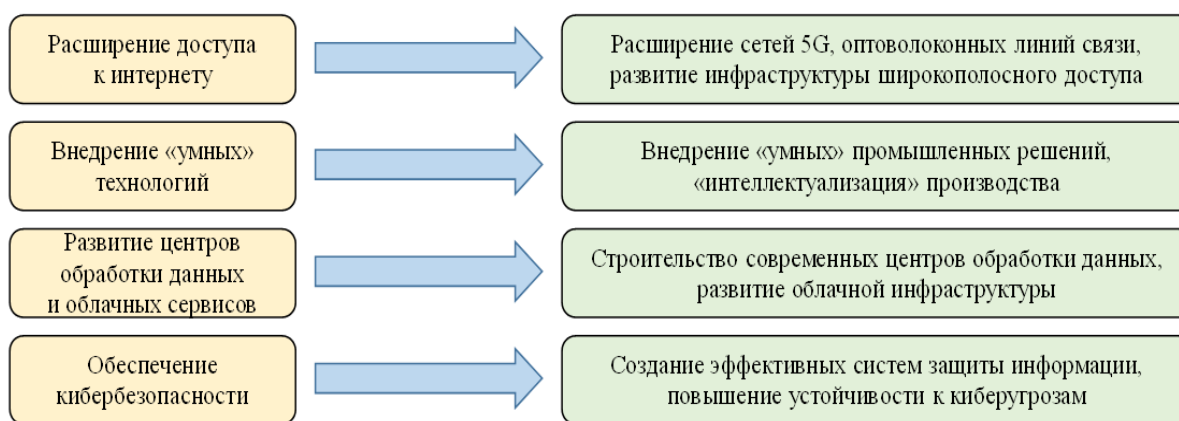 Расширение доступа
к интернету
Расширение сетей 5G, оптоволоконных линий связи,
развитие инфраструктуры широкополосного доступа
Внедрение «умных»
технологий
Внедрение «умных» промышленных решений,
«интеллектуализация» производства
Развитие центров
обработки данных
и облачных сервисов
Строительство современных центров обработки данных,
развитие облачной инфраструктуры
Обеспечение
кибербезопасности
Создание эффективных систем защиты информации,
повышение устойчивости к киберугрозам